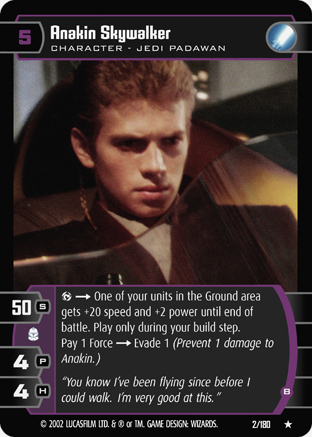 5 Anakin Skywalker
CHARACTER - JEDI PADAWAN
50 S
4 P
4 H
→ One of your units in the Ground area
gets +20 speed and +2 power until end of
battle. Play only during your build step.
Pay 1 Force → Evade 1 (Prevent 1 damage to
Anakin.)
"You know I've been flying since before I
could walk. I'm very good at this."
B
© 2002 LUCASFILM LTD. & ® or TM. GAME DESIGN: WIZARDS. 2/180 ★